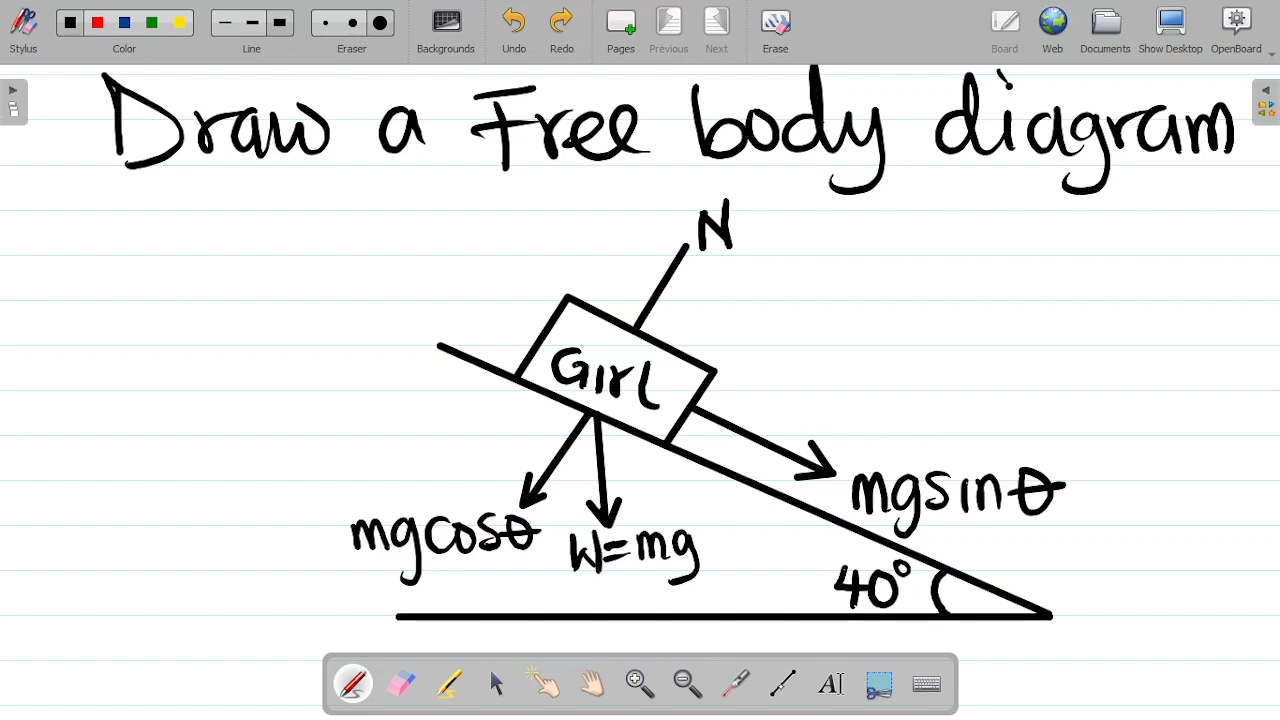 Stylus Color Line Eraser Backgrounds Undo Redo Pages Previous Next Erase Board Web Documents Show Desktop OpenBoard
Draw a Free body diagram
N
Girl
mgsinθ
mgcosθ
W=mg
40°
AI